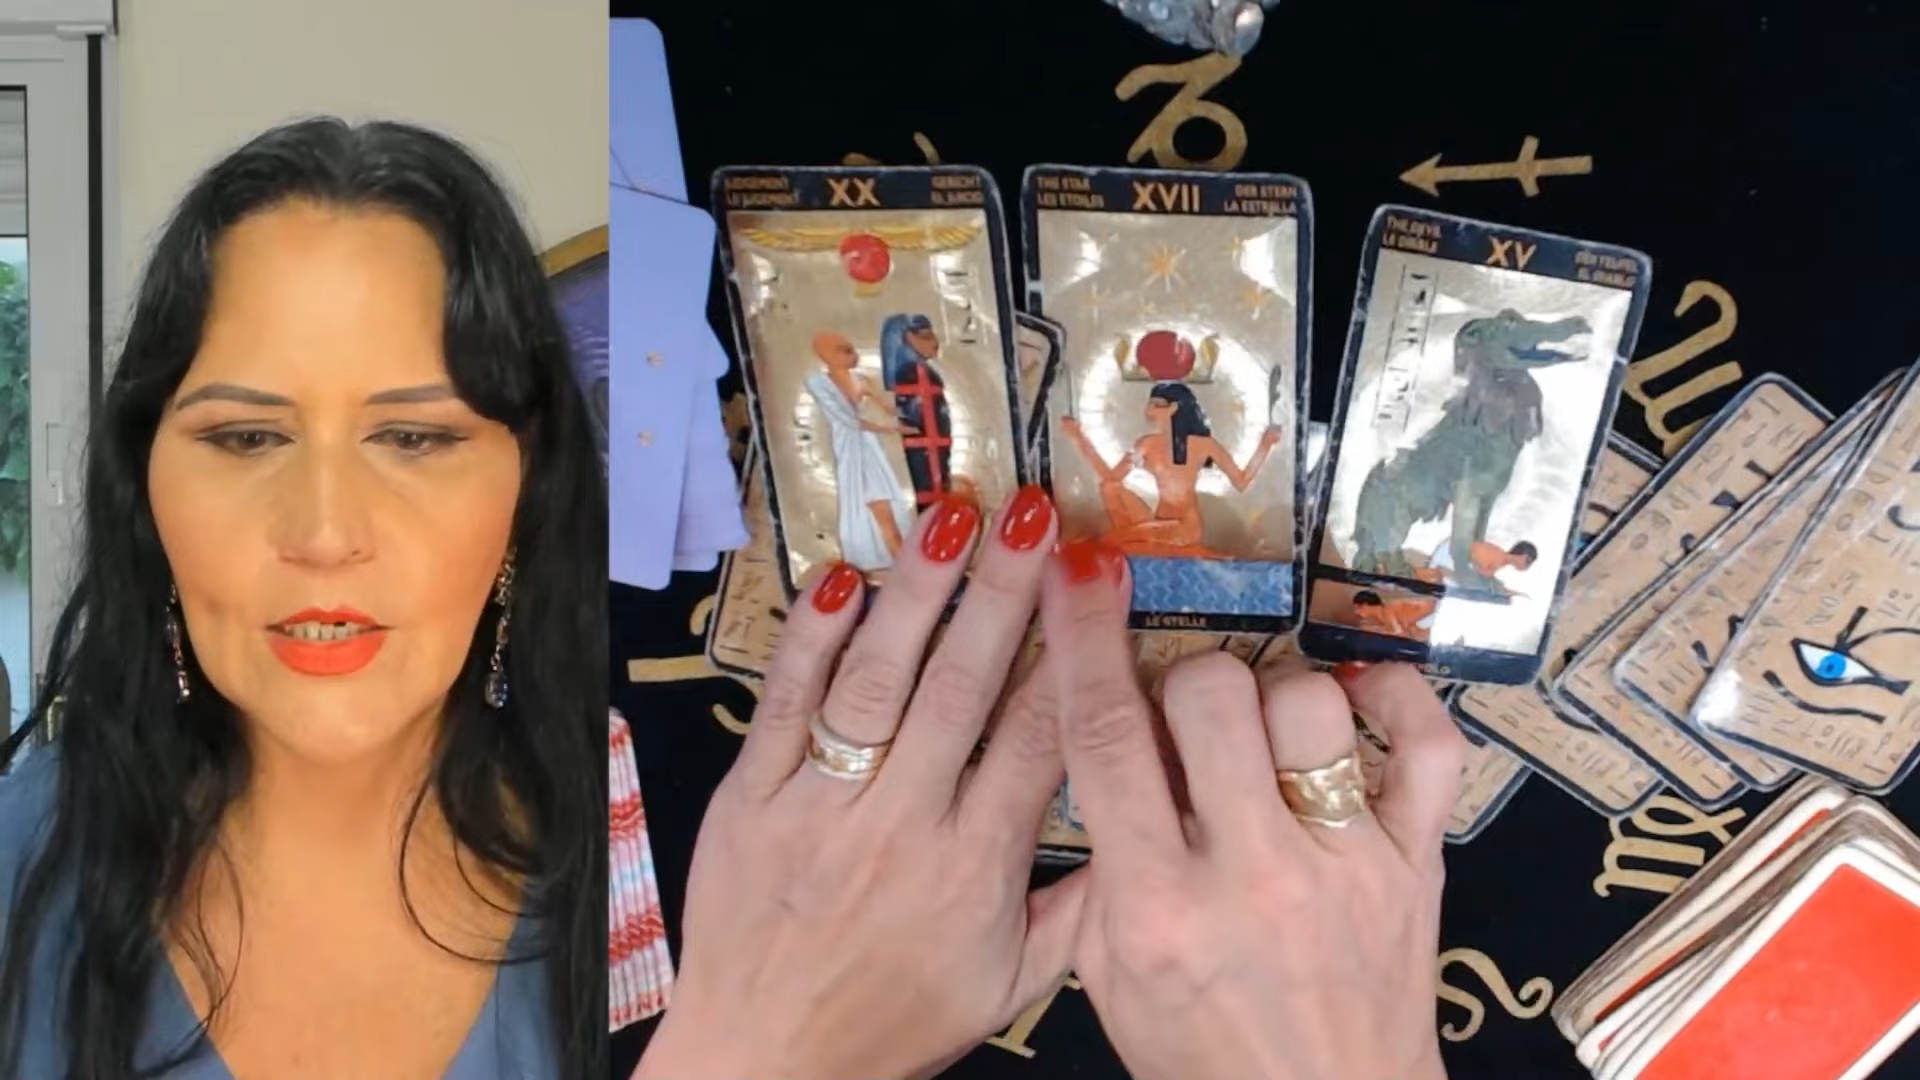 JUDGEMENT
LE JUGEMENT
XX
GERICHT
EL JUICIO
THE STAR
LES ETOILES
XVII
DER STERN
LA ESTRELLA
LE STELLE
THE DEVIL
LE DIABLE
XV
DER TEUFEL
EL DIABLO